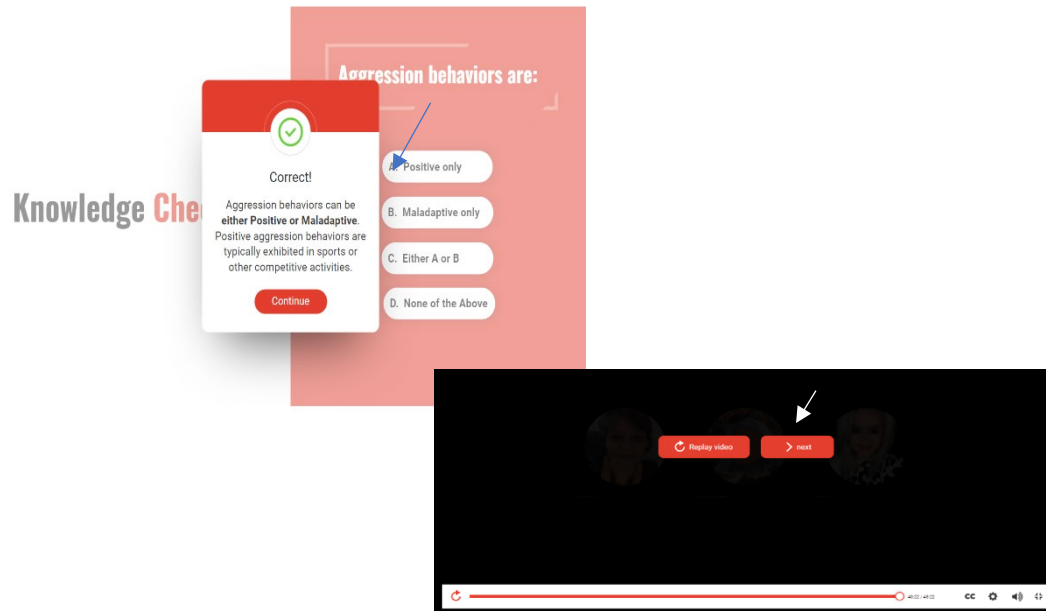 Aggression behaviors are:
Correct!
Aggression behaviors can be
either Positive or Maladaptive.
Positive aggression behaviors are
typically exhibited in sports or
other competitive activities.
Continue
Knowledge Che
A. Positive only
B. Maladaptive only
C. Either A or B
D. None of the Above
Replay video
next
CC